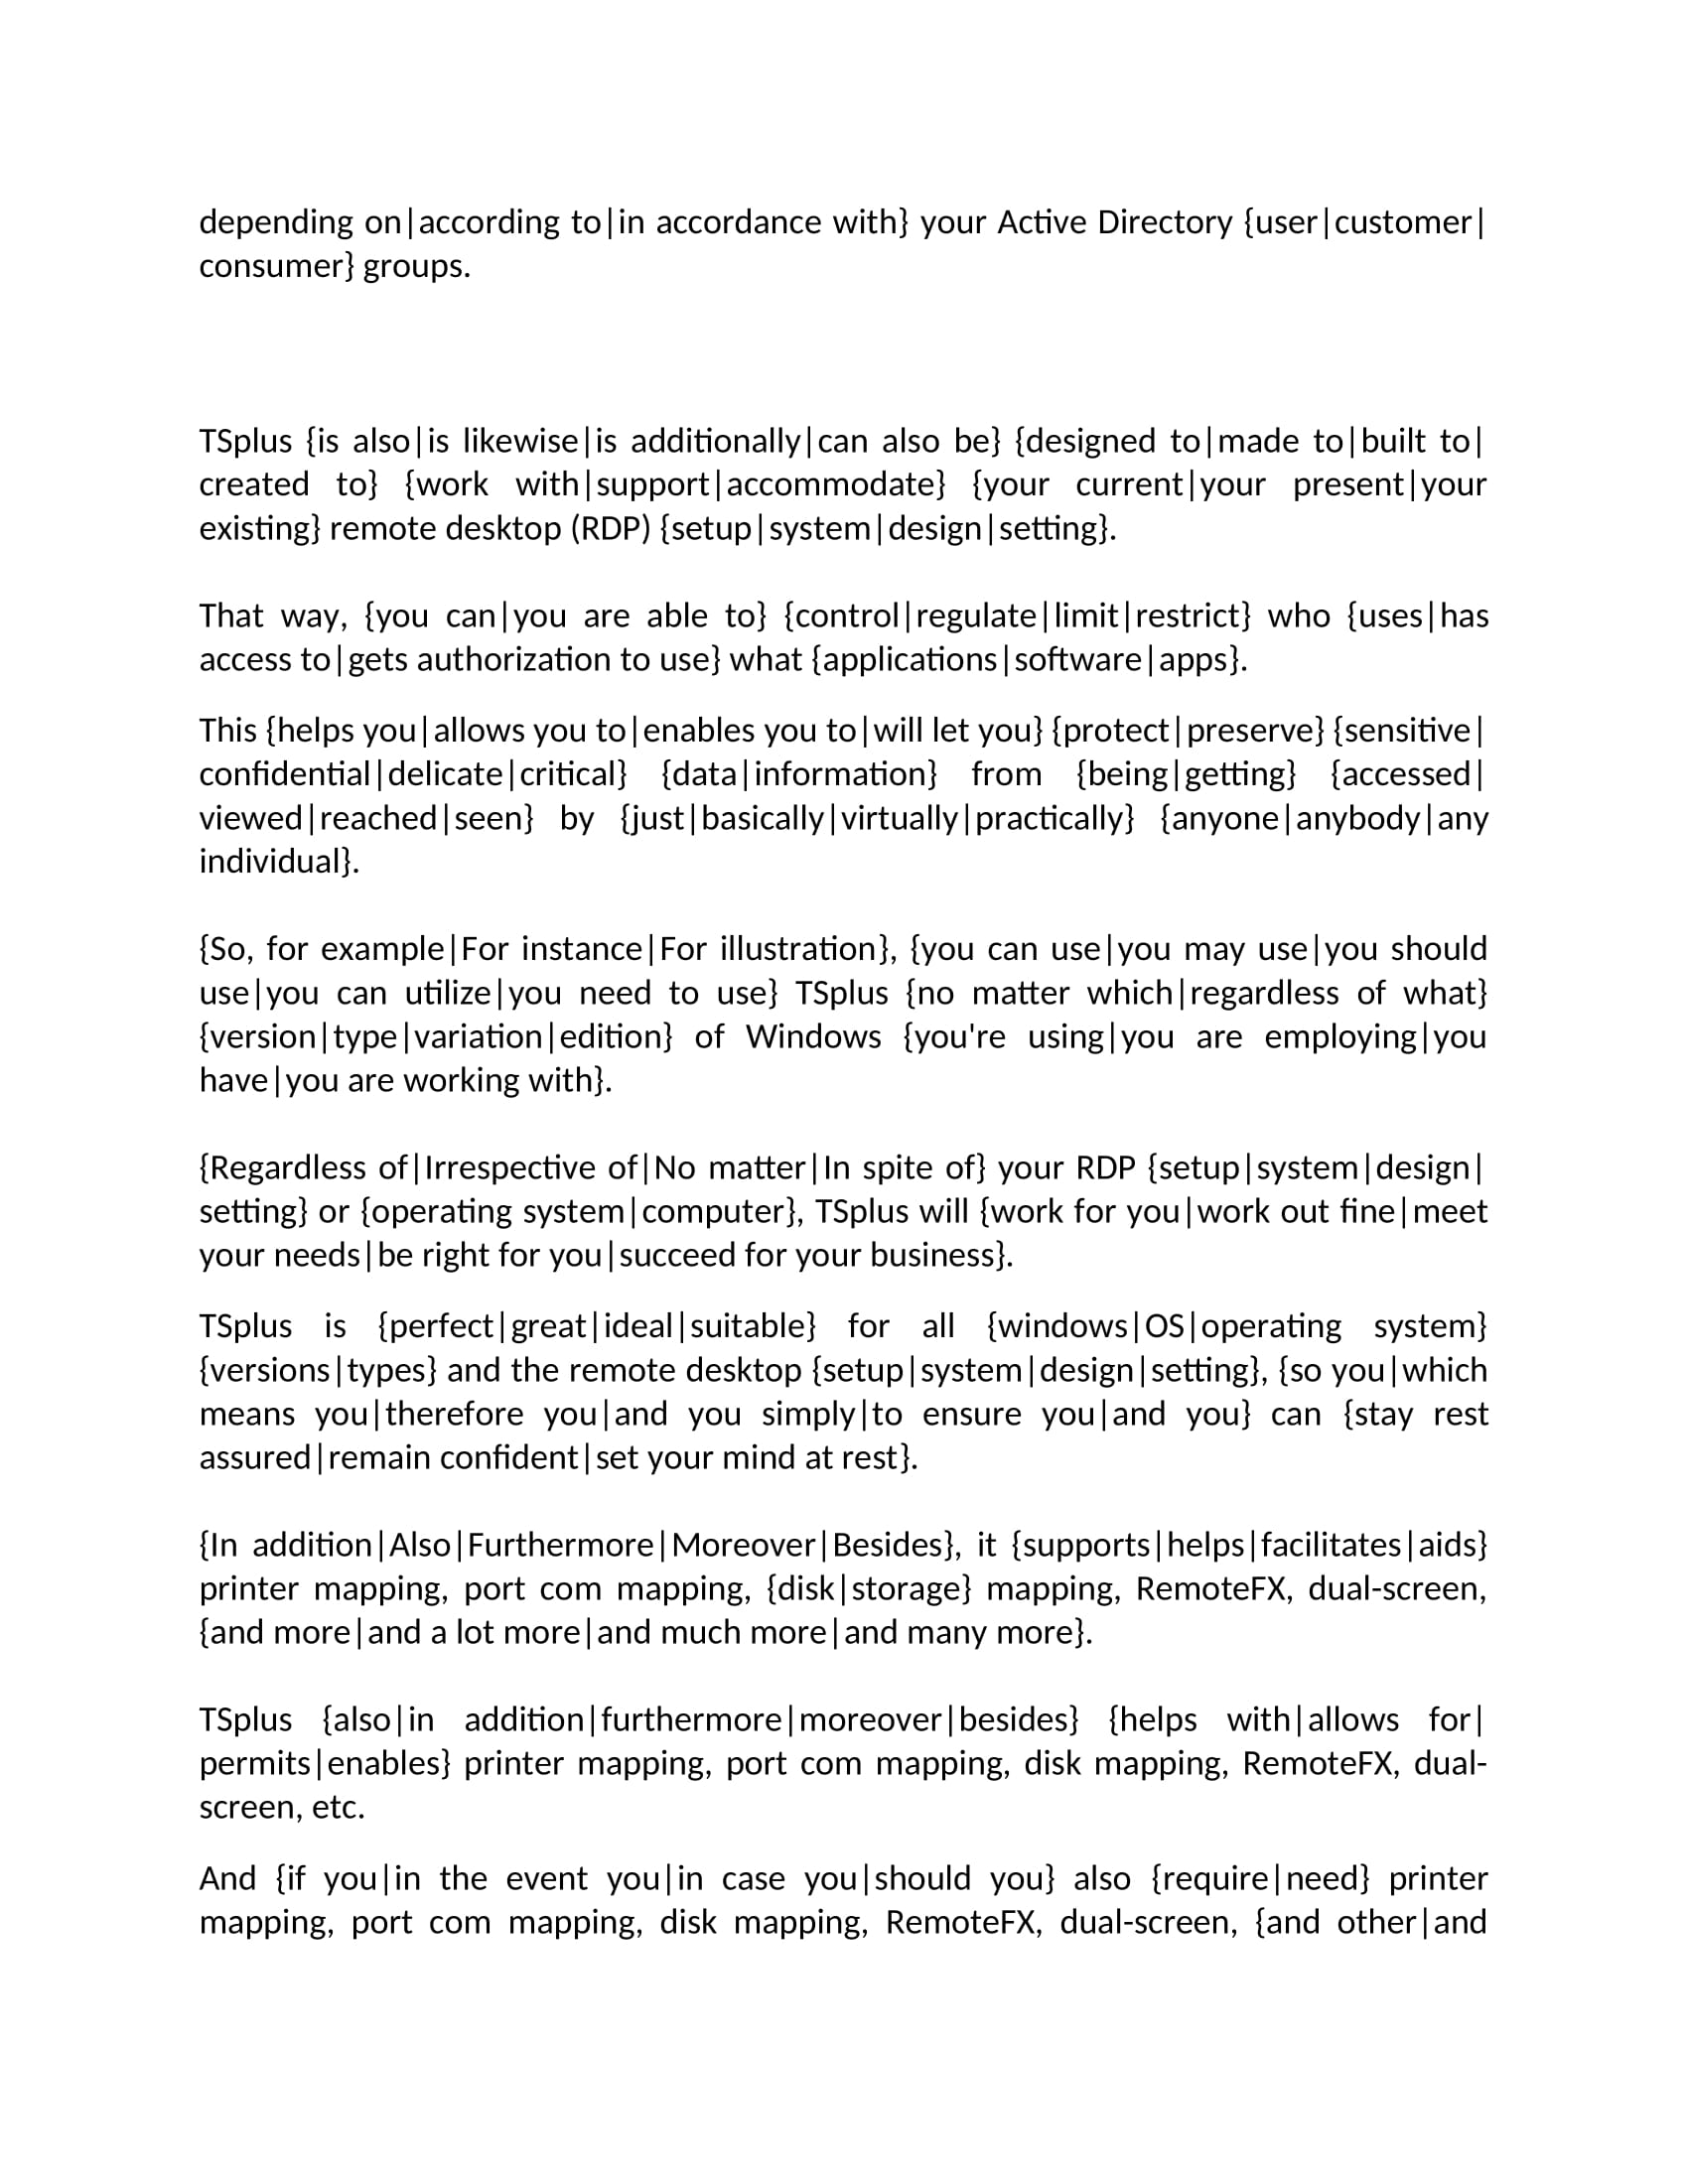 depending on|according to|in accordance with} your Active Directory {user|customer|
consumer} groups.
TSplus {is also|is likewise|is additionally|can also be} {designed to|made to|built to|
created to} {work with|support|accommodate} {your current|your present|your
existing} remote desktop (RDP) {setup|system|design|setting}.
That way, {you can|you are able to} {control|regulate|limit|restrict} who {uses|has
access to|gets authorization to use} what {applications|software|apps}.
This {helps you|allows you to|enables you to|will let you} {protect|preserve} {sensitive|
confidential|delicate|critical} {data|information} from {being|getting} {accessed|
viewed|reached|seen} by {just|basically|virtually|practically} {anyone|anybody|any
individual}.
{So, for example|For instance|For illustration}, {you can use|you may use|you should
use|you can utilize|you need to use} TSplus {no matter which|regardless of what}
{version|type|variation|edition} of Windows {you're using|you are employing|you
have|you are working with}.
{Regardless of|Irrespective of|No matter|In spite of} your RDP {setup|system|design|
setting} or {operating system|computer}, TSplus will {work for you|work out fine|meet
your needs|be right for you|succeed for your business}.
TSplus is {perfect|great|ideal|suitable} for all {windows|OS|operating system}
{versions|types} and the remote desktop {setup|system|design|setting}, {so you|which
means you|therefore you|and you simply|to ensure you|and you} can {stay rest
assured|remain confident|set your mind at rest}.
{In addition|Also|Furthermore|Moreover|Besides}, it {supports|helps|facilitates|aids}
printer mapping, port com mapping, {disk|storage} mapping, RemoteFX, dual-screen,
{and more|and a lot more|and much more|and many more}.
TSplus {also|in addition|furthermore|moreover|besides} {helps with|allows for|
permits|enables} printer mapping, port com mapping, disk mapping, RemoteFX, dual-
screen, etc.
And {if you|in the event you|in case you|should you} also {require|need} printer
mapping, port com mapping, disk mapping, RemoteFX, dual-screen, {and other|and